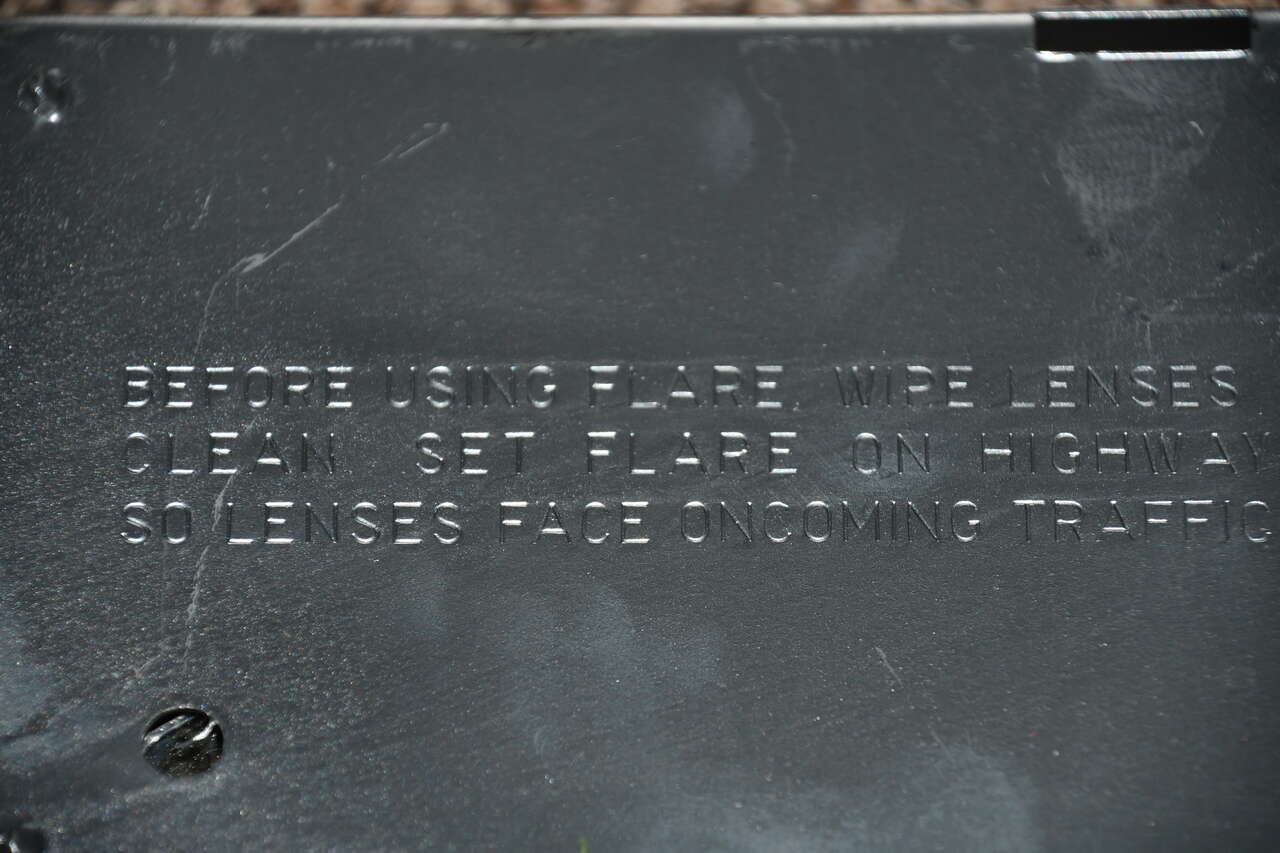 BEFORE USING FLARE, WIPE LENSES
CLEAN. SET FLARE ON HIGHWAY
SO LENSES FACE ONCOMING TRAFFIC